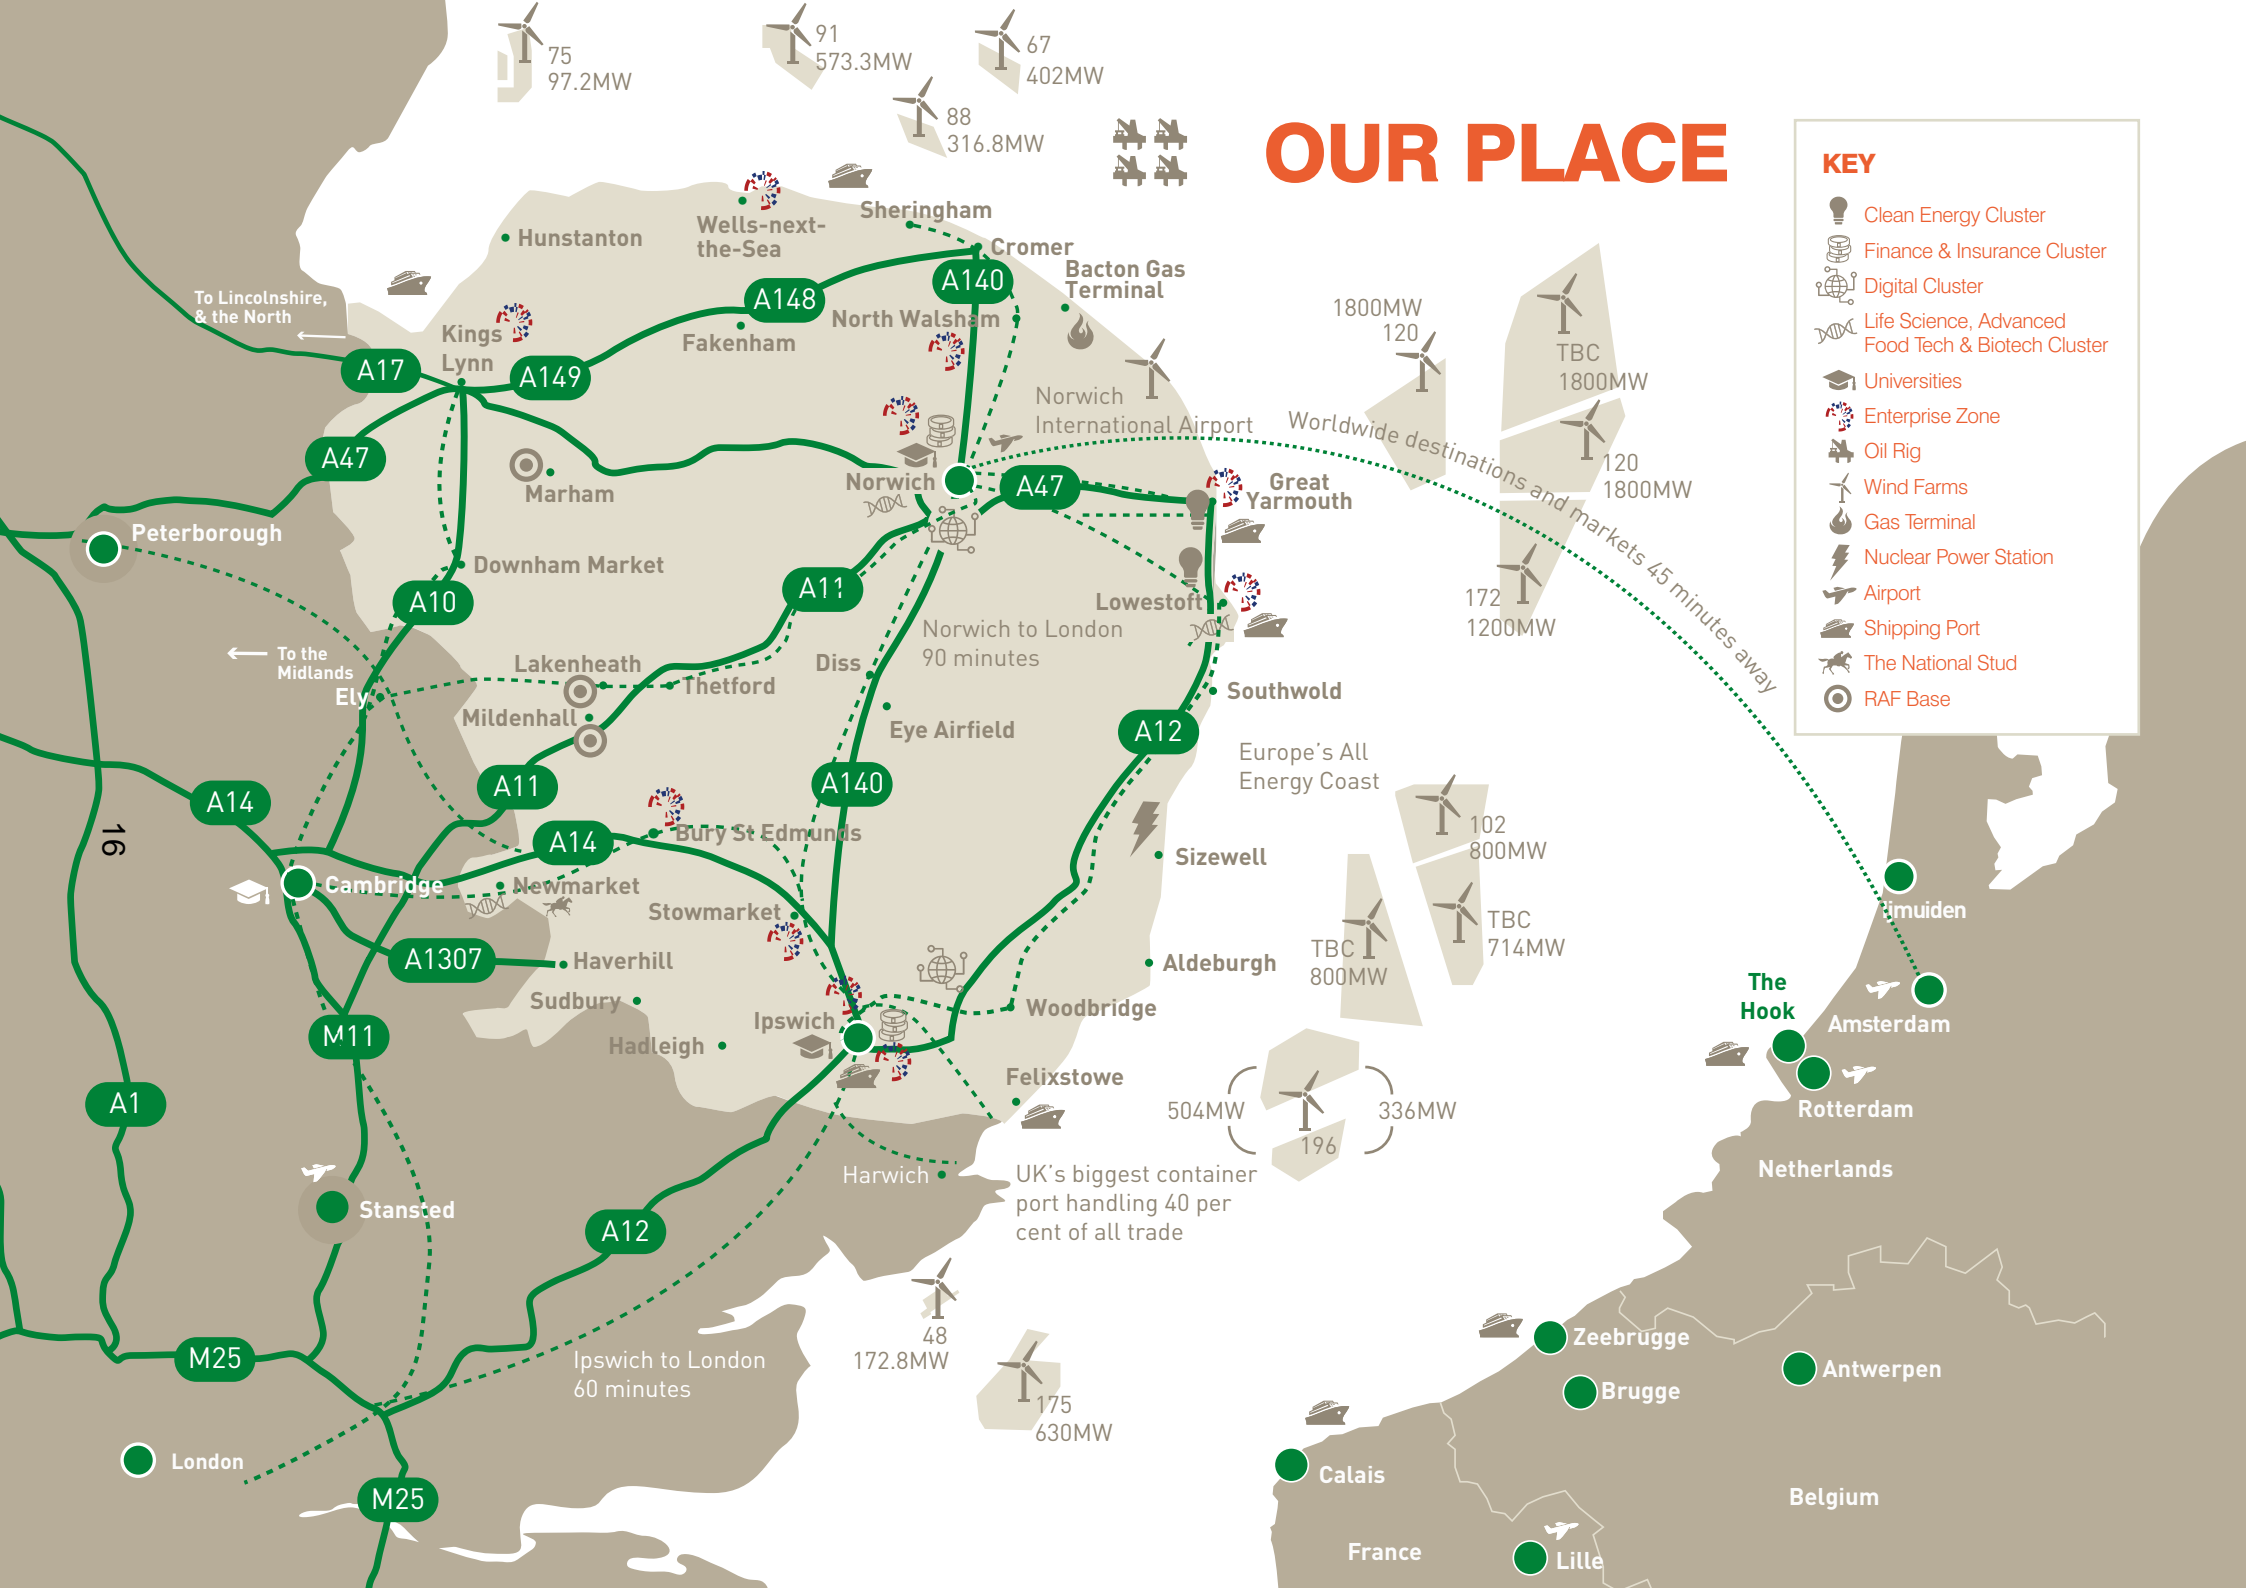 75
97.2MW
91
573.3MW
67
402MW
88
316.8MW
OUR PLACE
KEY
Clean Energy Cluster
Finance & Insurance Cluster
Digital Cluster
Life Science, Advanced
Food Tech & Biotech Cluster
Universities
Enterprise Zone
Oil Rig
Wind Farms
Gas Terminal
Nuclear Power Station
Airport
Shipping Port
The National Stud
RAF Base
Hunstanton
Wells-next-
the-Sea
Sheringham
Cromer
Bacton Gas
Terminal
A140
A148
North Walsham
Fakenham
To Lincolnshire,
& the North
Kings
Lynn
A17
A149
A47
Norwich
International Airport
Worldwide destinations and markets 45 minutes away
1800MW
120
TBC
1800MW
120
1800MW
172
1200MW
Marham
Norwich
A47
Great
Yarmouth
Peterborough
Downham Market
A10
A11
Lowestoft
Norwich to London
90 minutes
To the
Midlands
Ely
Lakenheath
Thetford
Diss
Mildenhall
Eye Airfield
Southwold
A12
Europe's All
Energy Coast
A14
A11
A140
16
A14
Bury St Edmunds
Sizewell
102
800MW
TBC
714MW
TBC
800MW
Cambridge
Newmarket
Stowmarket
A1307
Haverhill
Aldeburgh
Sudbury
Woodbridge
Ipswich
M11
Hadleigh
Felixstowe
A1
504MW
336MW
196
Harwich
UK's biggest container
port handling 40 per
cent of all trade
Stansted
A12
48
172.8MW
175
630MW
M25
Ipswich to London
60 minutes
London
M25
Ijmuiden
The
Hook
Amsterdam
Rotterdam
Netherlands
Zeebrugge
Antwerpen
Brugge
Calais
Belgium
France
Lille